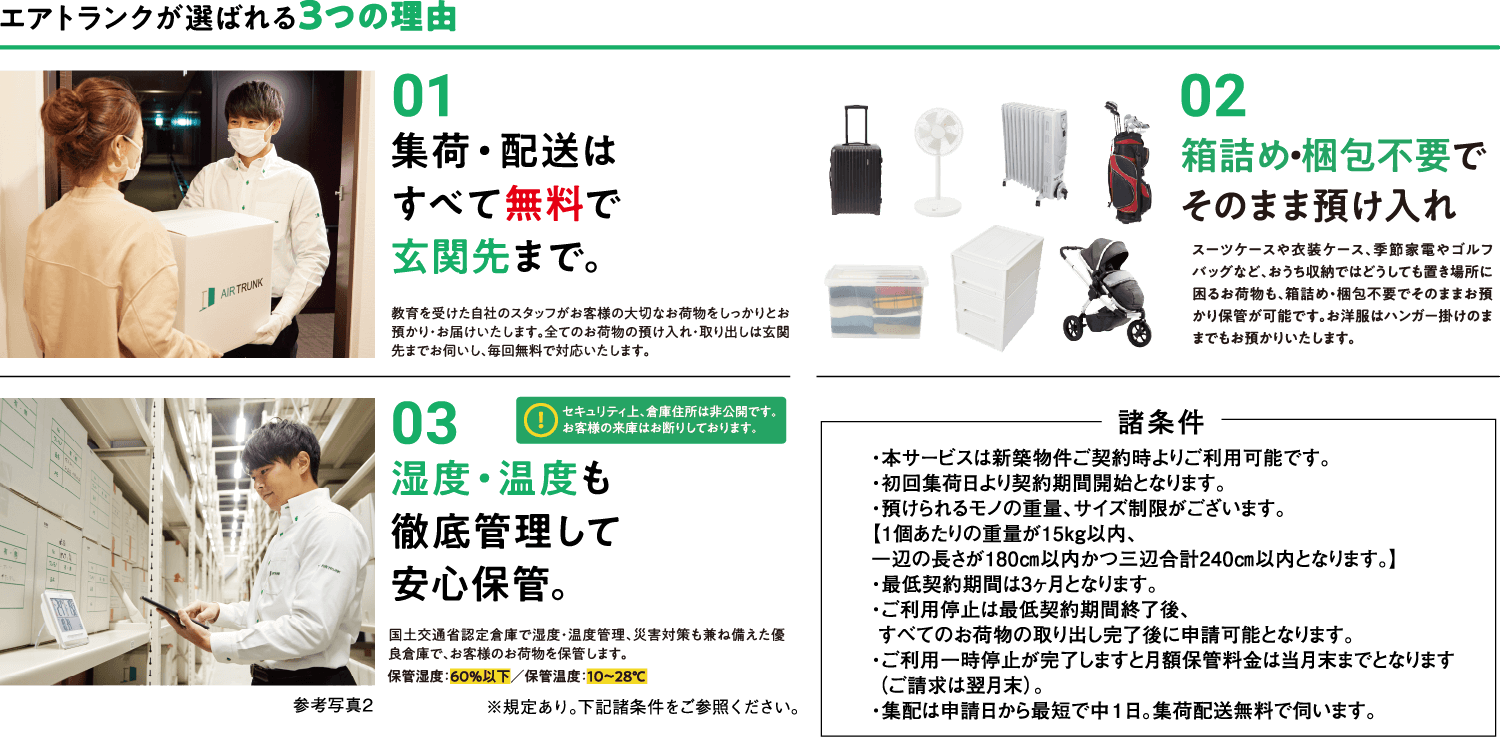 エアトランクが選ばれる3つの理由
01
集荷・配送は
すべて無料で
玄関先まで。
教育を受けた自社のスタッフがお客様の大切なお荷物をしっかりとお
預かり・お届けいたします。全てのお荷物の預け入れ・取り出しは玄関
先までお伺いし、毎回無料で対応いたします。
AIR TRUNK
02
箱詰め・梱包不要で
そのまま預け入れ
スーツケースや衣装ケース、季節家電やゴルフ
バッグなど、おうち収納ではどうしても置き場所に
困るお荷物も、箱詰め・梱包不要でそのままお預
かり保管が可能です。お洋服はハンガー掛けのま
までもお預かりいたします。
03
セキュリティ上、倉庫住所は非公開です。
お客様の来庫はお断りしております。
湿度・温度も
徹底管理して
安心保管。
国土交通省認定倉庫で湿度・温度管理、災害対策も兼ね備えた優
良倉庫で、お客様のお荷物を保管します。
保管湿度：60%以下／保管温度：10~28℃
参考写真2
※規定あり。下記諸条件をご参照ください。
諸条件
・本サービスは新築物件ご契約時よりご利用可能です。
・初回集荷日より契約期間開始となります。
・預けられるモノの重量、サイズ制限がございます。
【1個あたりの重量が15kg以内、
一辺の長さが180㎝以内かつ三辺合計240㎝以内となります。】
・最低契約期間は3ヶ月となります。
・ご利用停止は最低契約期間終了後、
すべてのお荷物の取り出し完了後に申請可能となります。
・ご利用一時停止が完了しますと月額保管料金は当月末までとなります
（ご請求は翌月末）。
・集配は申請日から最短で中1日。集荷配送無料で伺います。